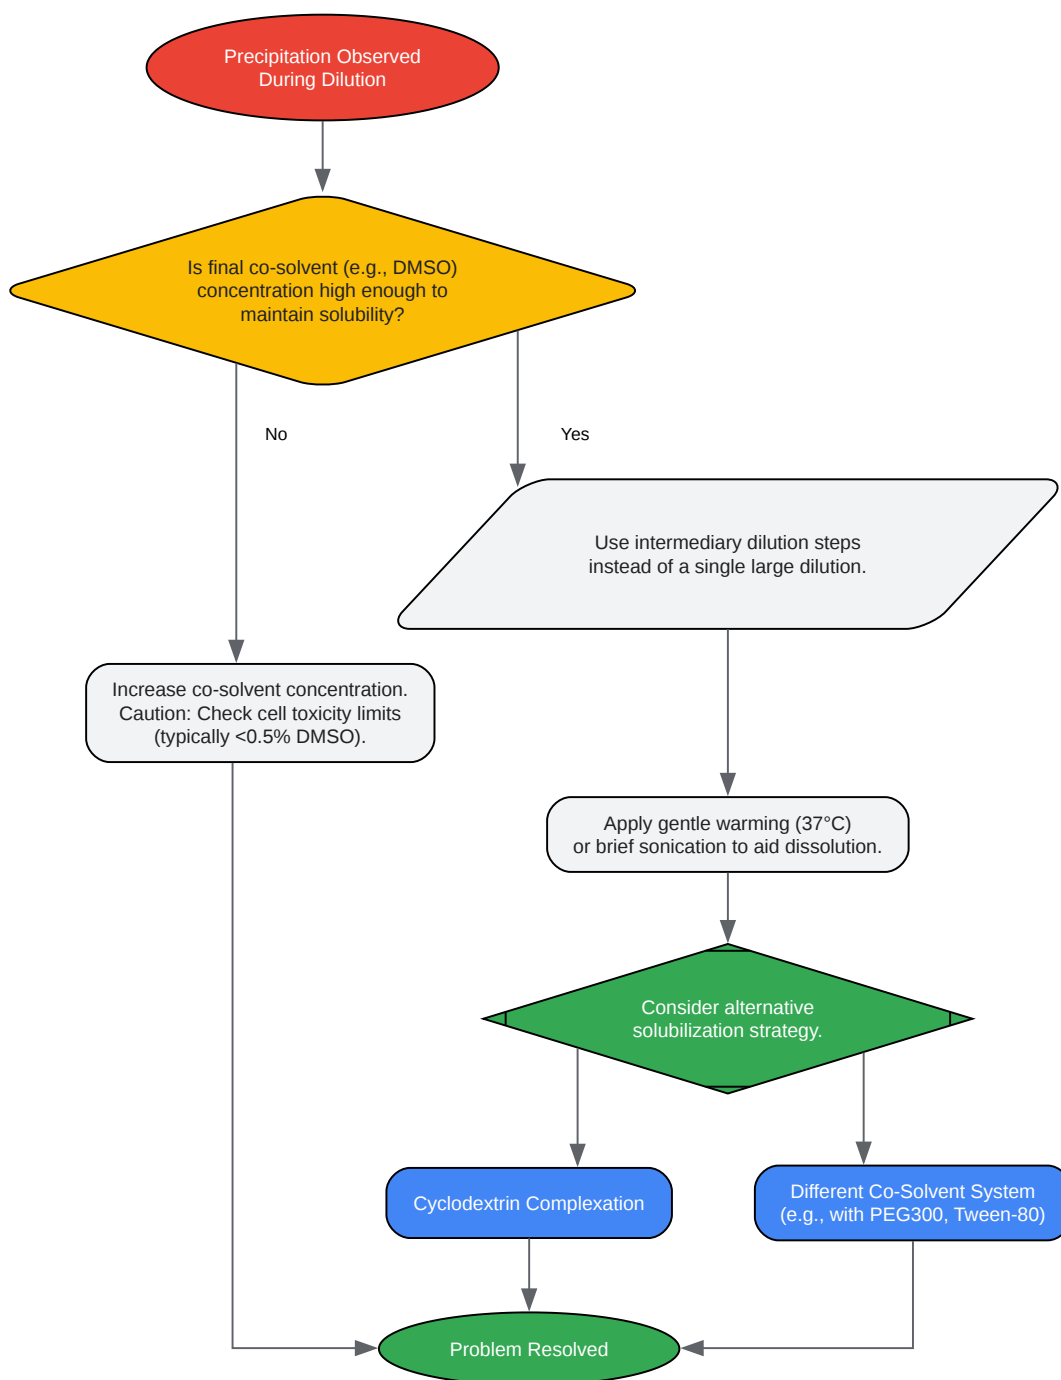 Precipitation Observed
During Dilution
Is final co-solvent (e.g., DMSO)
concentration high enough to
maintain solubility?
No
Yes
Use intermediary dilution steps
instead of a single large dilution.
Increase co-solvent concentration.
Caution: Check cell toxicity limits
(typically <0.5% DMSO).
Apply gentle warming (37°C)
or brief sonication to aid dissolution.
Consider alternative
solubilization strategy.
Cyclodextrin Complexation
Different Co-Solvent System
(e.g., with PEG300, Tween-80)
Problem Resolved